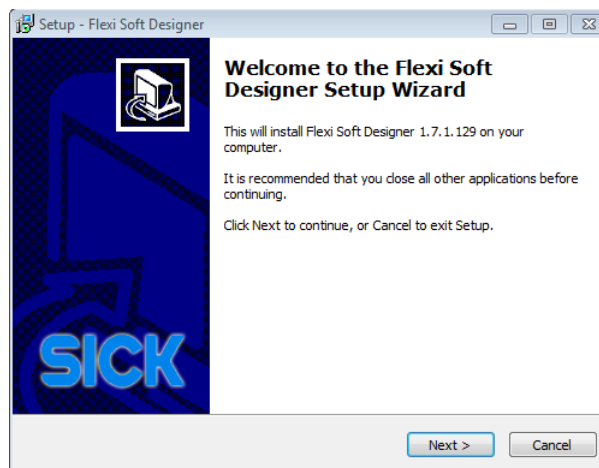 Setup - Flexi Soft Designer
Welcome to the Flexi Soft
Designer Setup Wizard
This will install Flexi Soft Designer 1.7.1.129 on your
computer.
It is recommended that you close all other applications before
continuing.
Click Next to continue, or Cancel to exit Setup.
SICK
Next >
Cancel